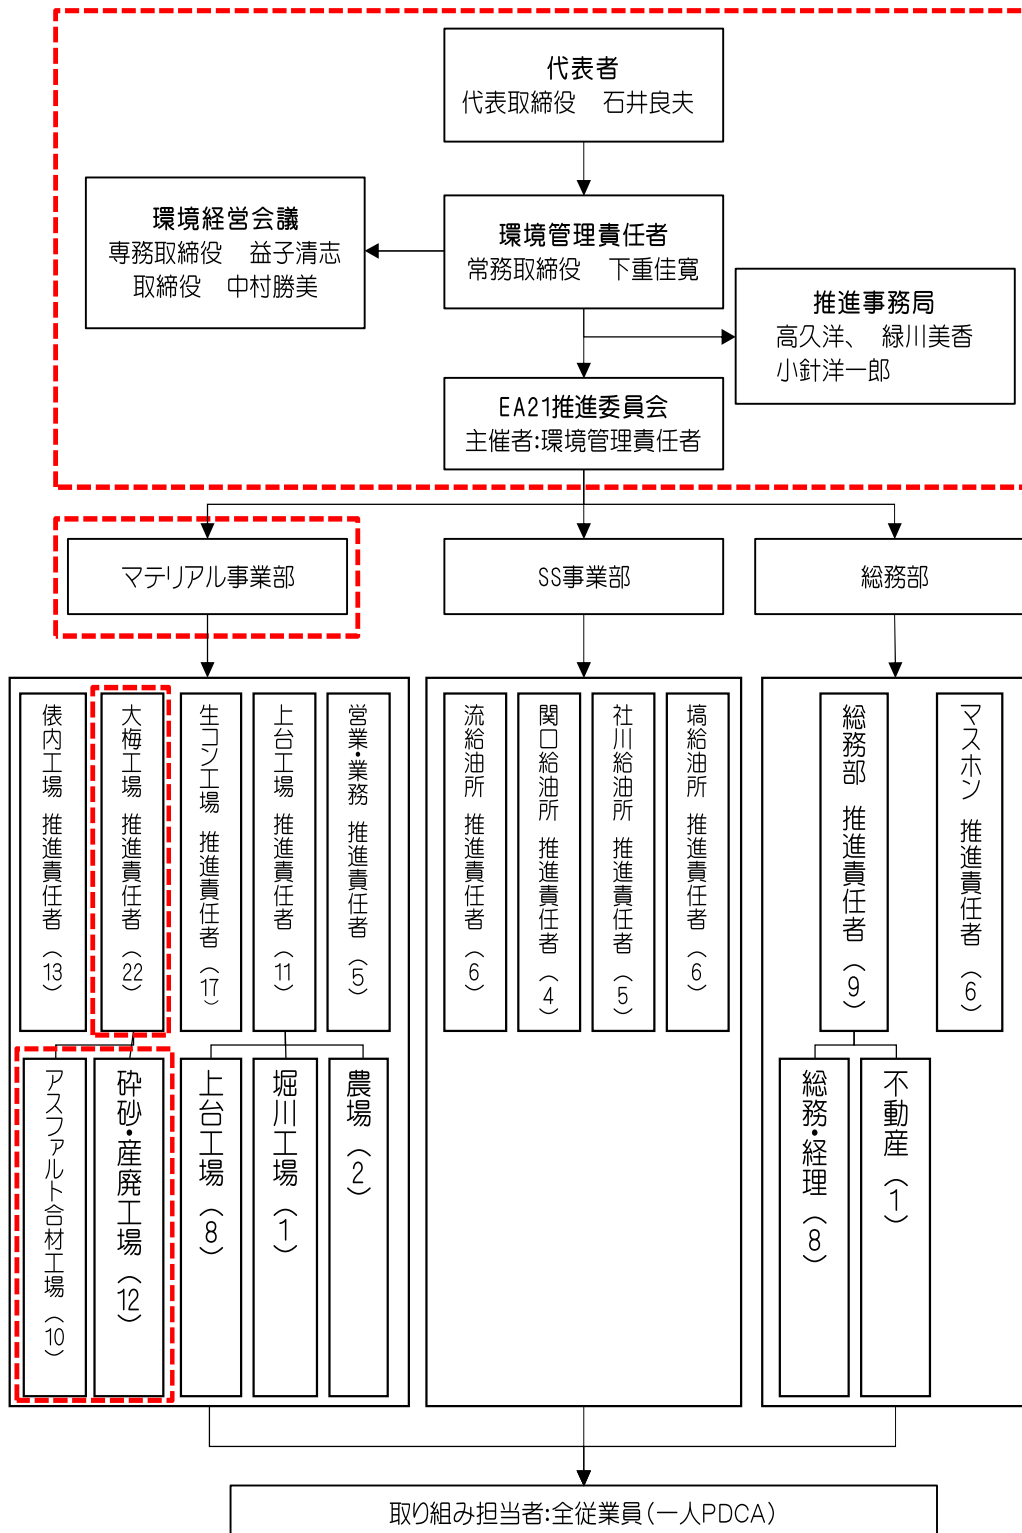 代表者
代表取締役　石井良夫
環境経営会議
専務取締役　益子清志
取締役　中村勝美
環境管理責任者
常務取締役　下重佳寛
推進事務局
高久洋、　緑川美香
小針洋一郎
EA21推進委員会
主催者:環境管理責任者
マテリアル事業部
SS事業部
総務部
俵内工場　推進責任者（13）
大梅工場　推進責任者（22）
生コン工場　推進責任者（17）
上台工場　推進責任者（11）
営業・業務　推進責任者（5）
流給油所　推進責任者（6）
関口給油所　推進責任者（4）
社川給油所　推進責任者（5）
塙給油所　推進責任者（6）
総務部　推進責任者（9）
マスホン　推進責任者（6）
アスファルト合材工場（10）
砕砂・産廃工場（12）
上台工場（8）
堀川工場（1）
農場（2）
総務・経理（8）
不動産（1）
取り組み担当者:全従業員(一人PDCA)